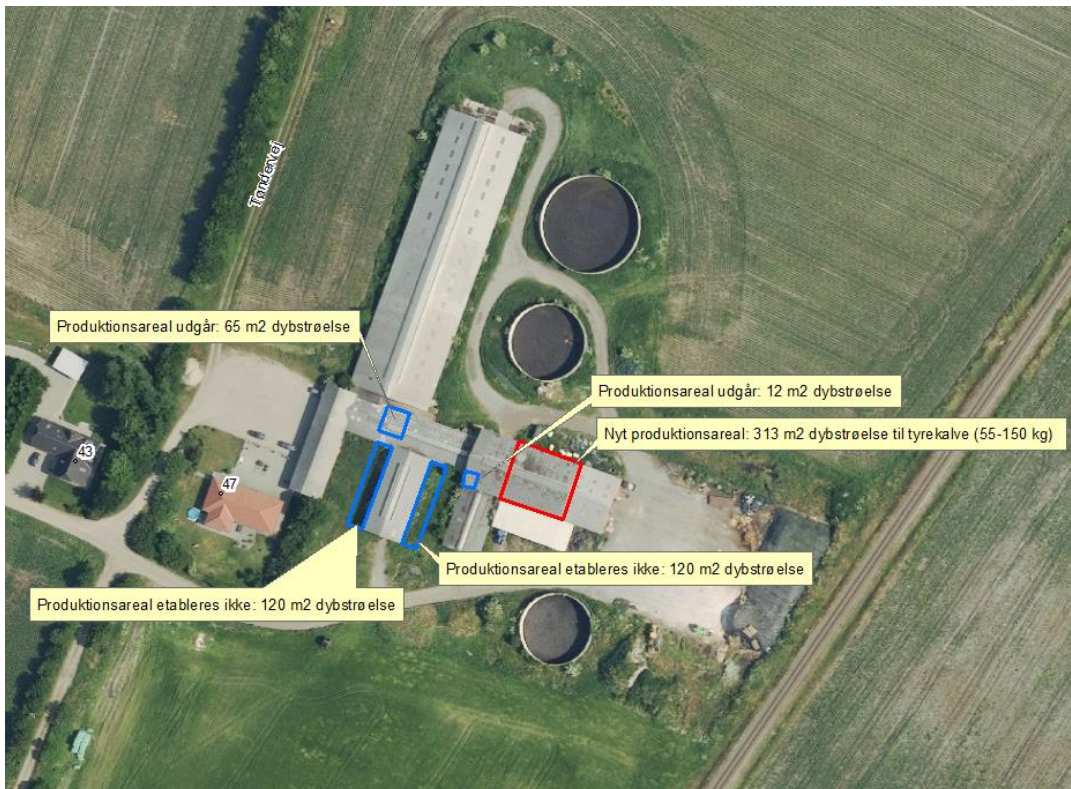 Tøndervej
Produktionsareal udgår: 65 m2 dybstrøelse
Produktionsareal udgår: 12 m2 dybstrøelse
Nyt produktionsareal: 313 m2 dybstrøelse til tyrekalve (55-150 kg)
43
47
Produktionsareal etableres ikke: 120 m2 dybstrøelse
Produktionsareal etableres ikke: 120 m2 dybstrøelse